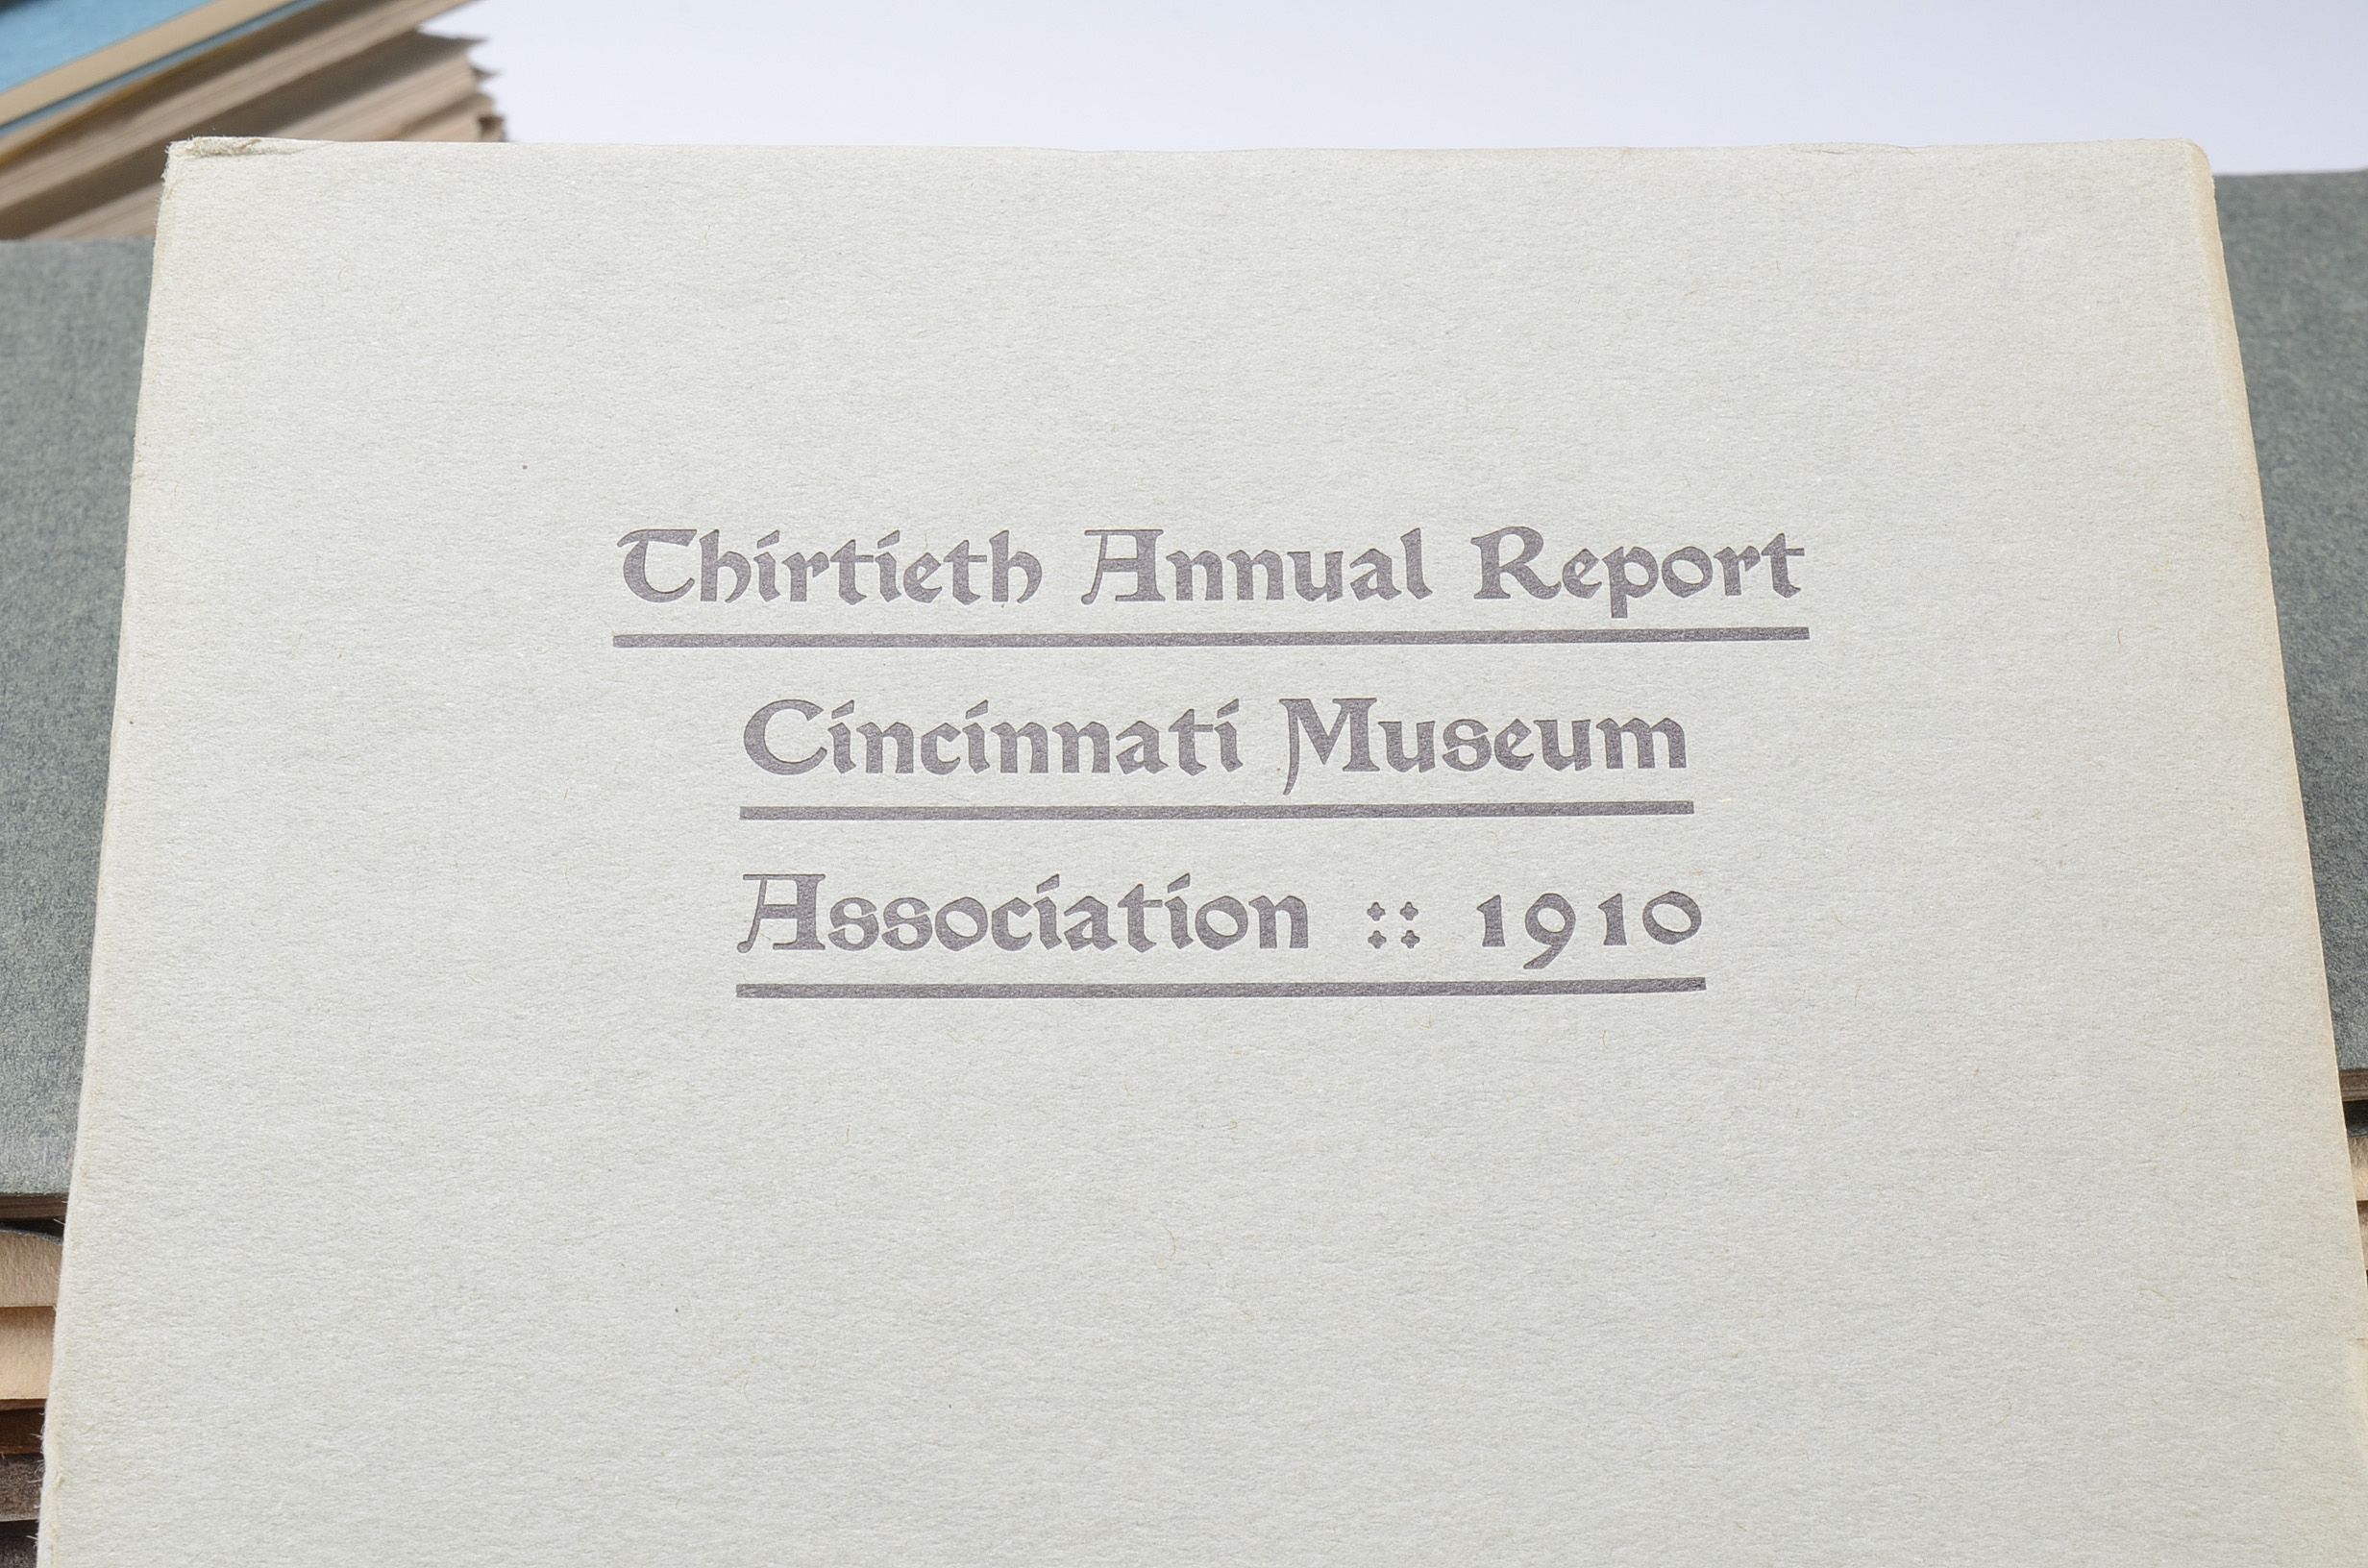 Thirtieth Annual Report
Cincinnati Museum
Association :: 1910